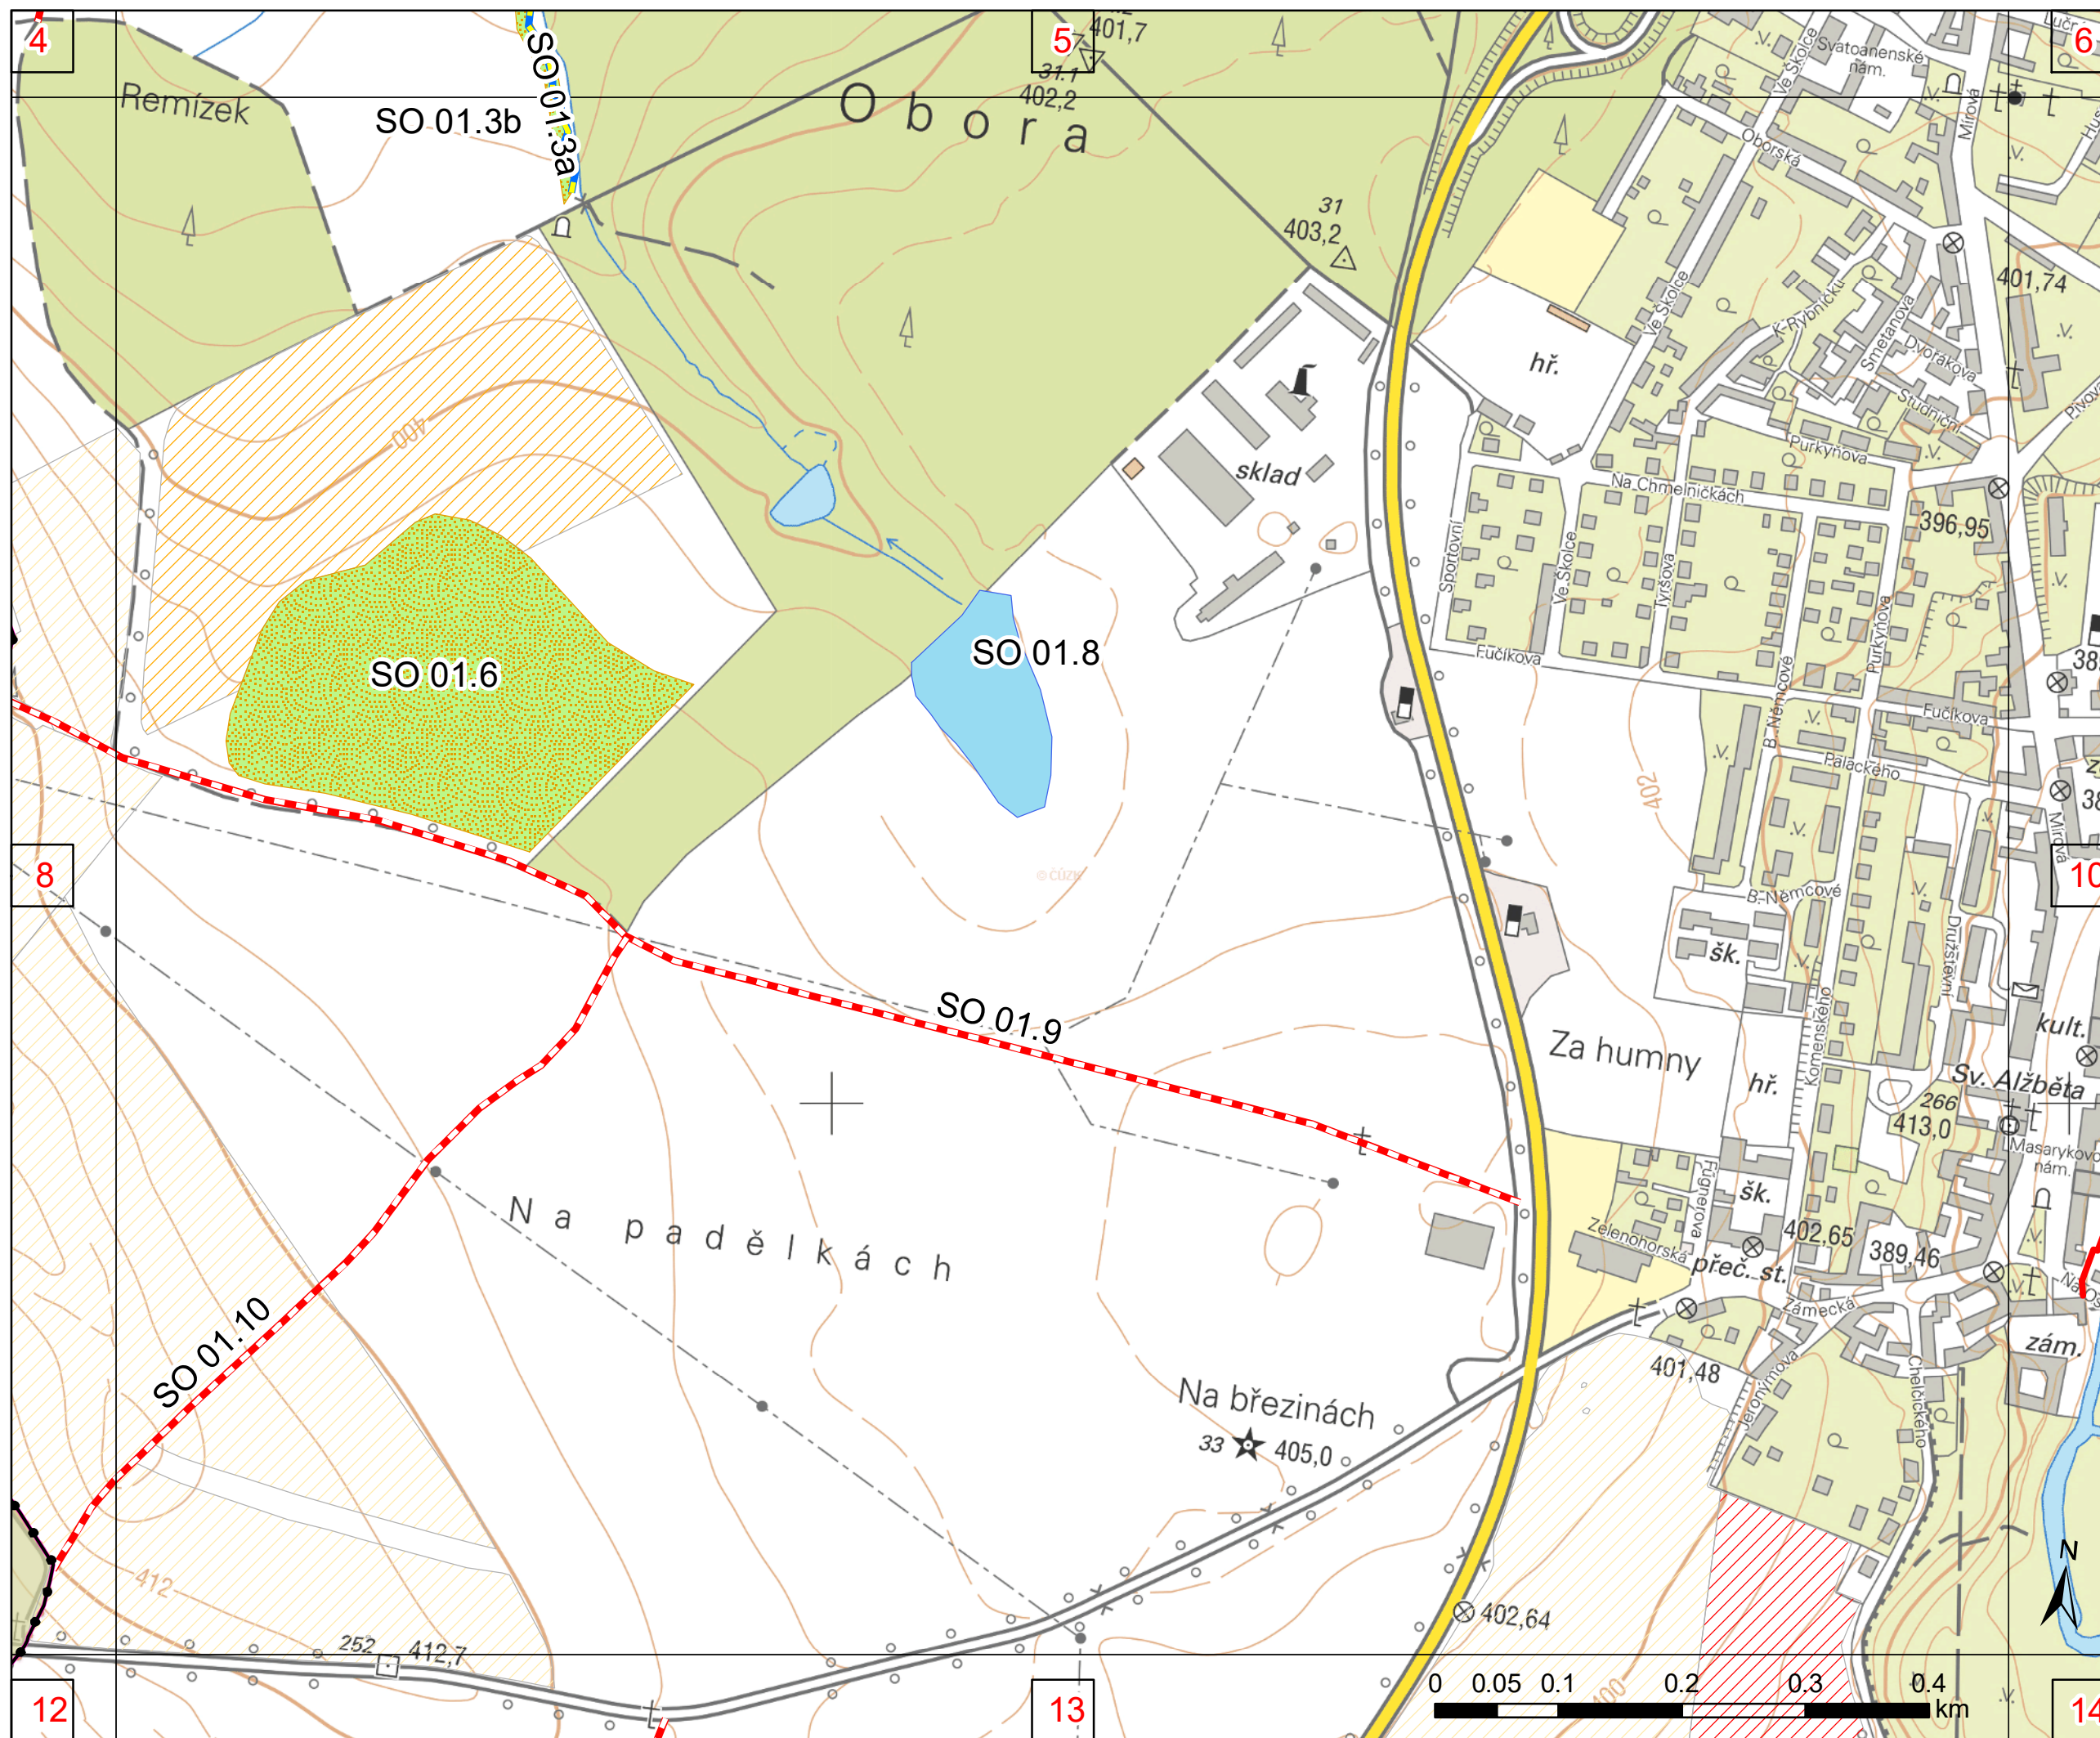 4
5
6
401,7
31.1
402,2
Remízek
SO 01.3b
SO 01.3a
Obora
Ve Školce
Svatoanenské
nám.
Mírová
Oborská
31
403,2
401,74
hř.
Ve Školce
K Rybníčku
Smetanova
Dvořákova
Studniční
Purkyňova
400
sklad
Na Chmelničkách
396,95
Sportovní
Ve Školce
Tyršova
Purkyňova
SO 01.6
SO 01.8
Fučíkova
B. Němcové
Fučíkova
Palackého
402
Mírová
8
10
© ČÚZK
B. Němcové
šk.
Družstevní
SO 01.9
Za humny
Komenského
kult.
hř.
Sv. Alžběta
266
413,0
Masarykovo
nám.
Na padělkách
Fügnerova
šk.
Zelenohorská
402,65
389,46
přeč. st.
Zámecká
zám.
SO 01.10
401,48
Jeronýmova
Chelčického
Na březinách
33
405,0
N
412
402,64
252
412,7
400
0 0.05 0.1 0.2 0.3 0.4
km
12
13
14